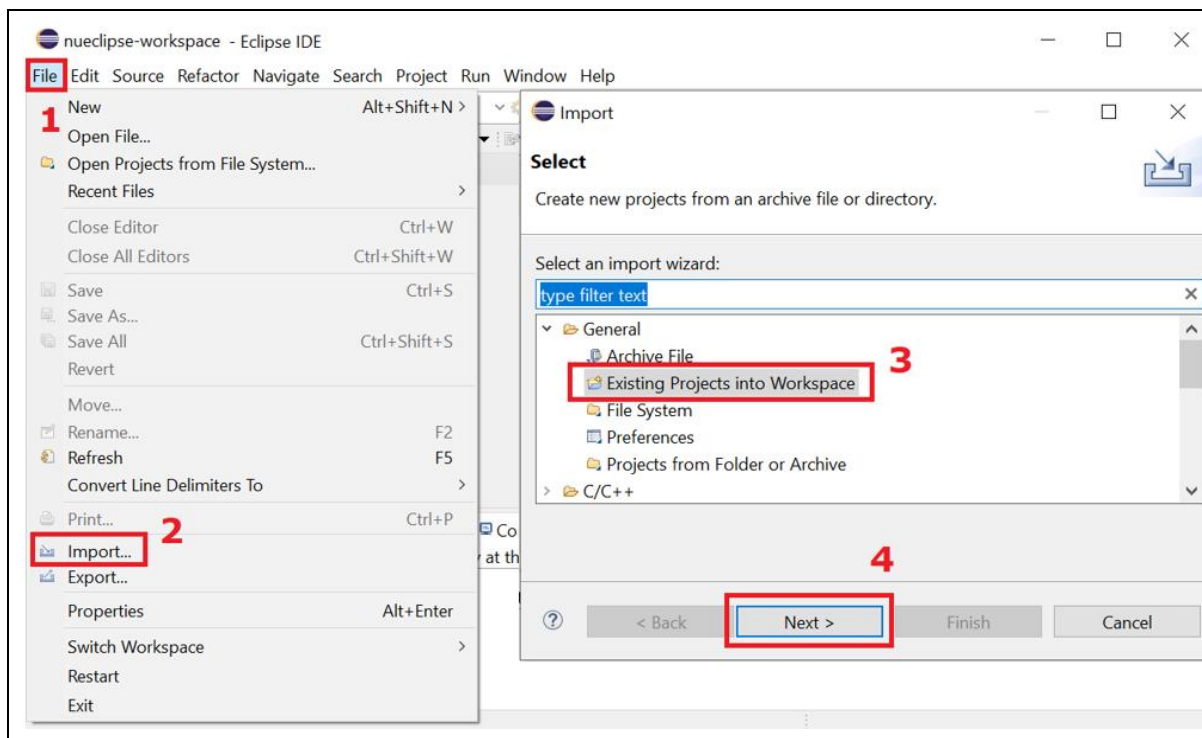 nueclipse-workspace - Eclipse IDE
File Edit Source Refactor Navigate Search Project Run Window Help
1
New Alt+Shift+N >
Open File...
Open Projects from File System...
Recent Files >
Close Editor Ctrl+W
Close All Editors Ctrl+Shift+W
Save Ctrl+S
Save As...
Save All Ctrl+Shift+S
Revert
Move...
Rename... F2
Refresh F5
Convert Line Delimiters To >
Print... Ctrl+P
2
Import...
Export...
Properties Alt+Enter
Switch Workspace >
Restart
Exit
Co
at th
Import
Select
Create new projects from an archive file or directory.
Select an import wizard:
type filter text
General
Archive File
3
Existing Projects into Workspace
File System
Preferences
Projects from Folder or Archive
> C/C++
4
? < Back Next > Finish Cancel